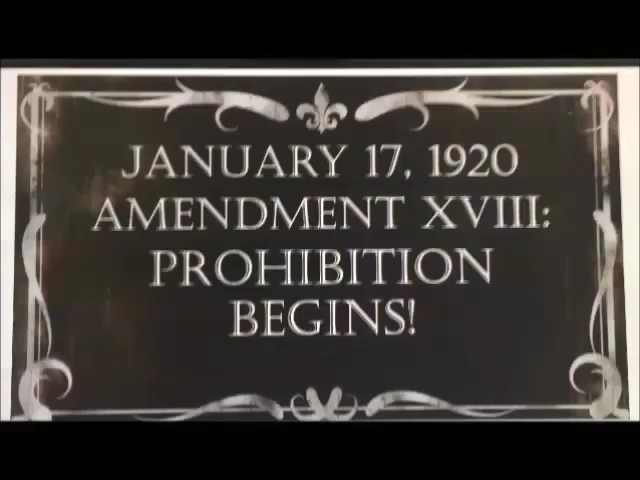 JANUARY 17, 1920
AMENDMENT XVIII:
PROHIBITION
BEGINS!